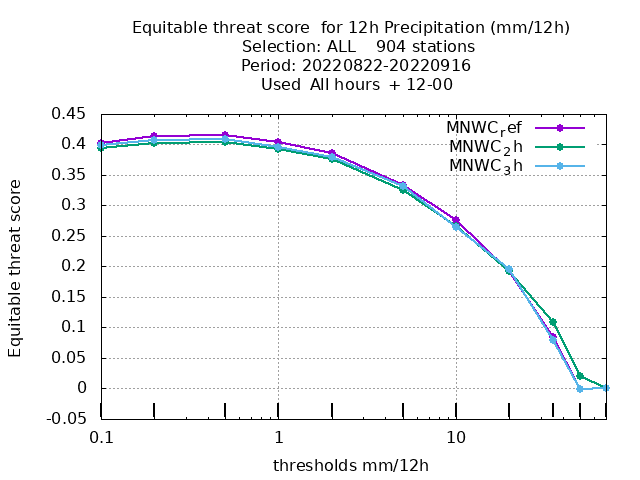 Equitable threat score  for 12h Precipitation (mm/12h)
Selection: ALL    904 stations
Period: 20220822-20220916
Used  All hours  + 12-00
MNWC_ref
MNWC_2h
MNWC_3h
0.45
0.4
0.35
0.3
0.25
0.2
0.15
0.1
0.05
0
-0.05
Equitable threat score
0.1
1
10
thresholds mm/12h